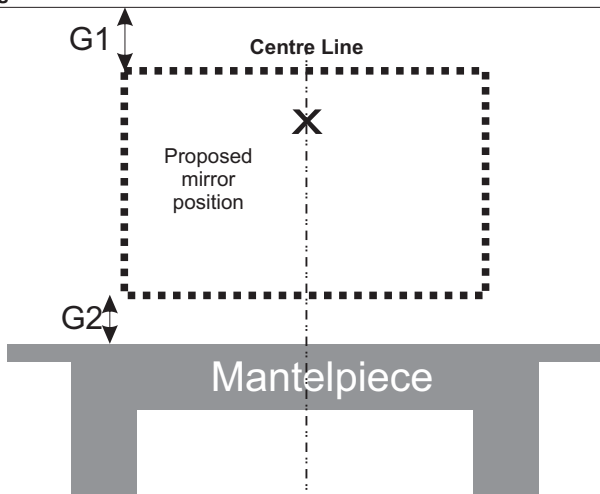 G1
Centre Line
X
Proposed
mirror
position
G2
Mantelpiece